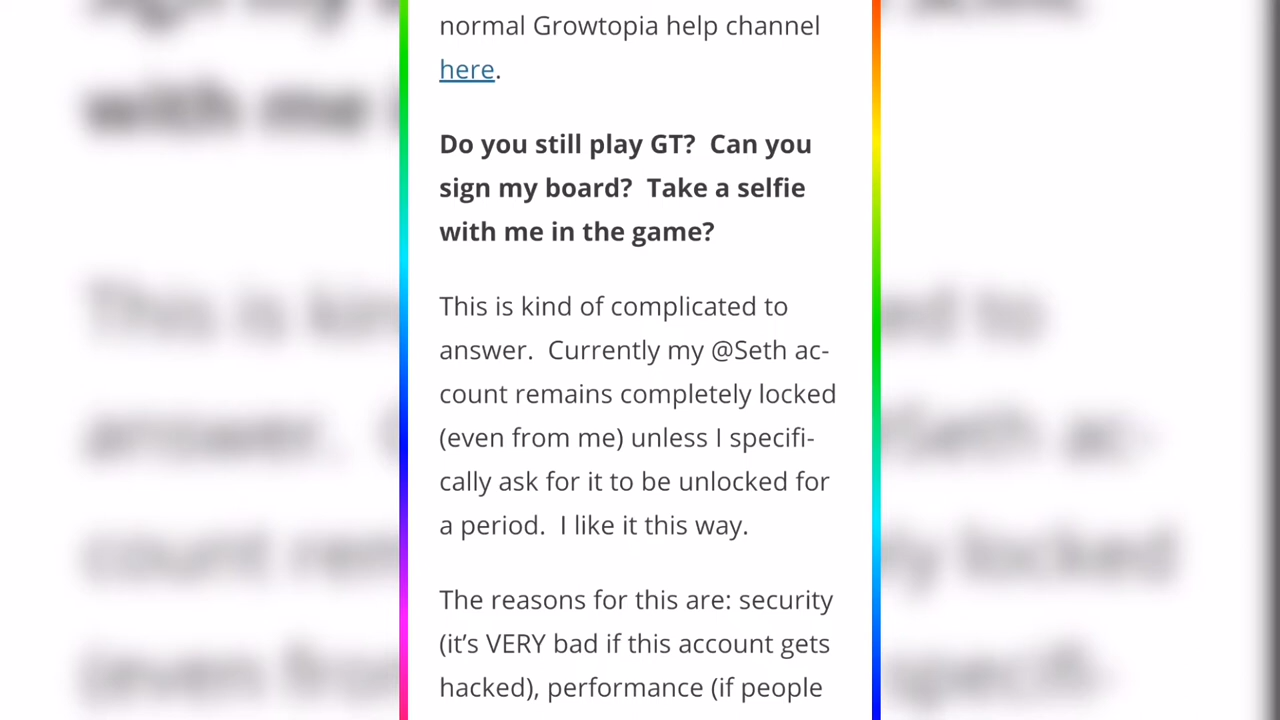 normal Growtopia help channel
here.
Do you still play GT?  Can you
sign my board?  Take a selfie
with me in the game?
This is kind of complicated to
answer.  Currently my @Seth ac-
count remains completely locked
(even from me) unless I specifi-
cally ask for it to be unlocked for
a period.  I like it this way.
The reasons for this are: security
(it’s VERY bad if this account gets
hacked), performance (if people